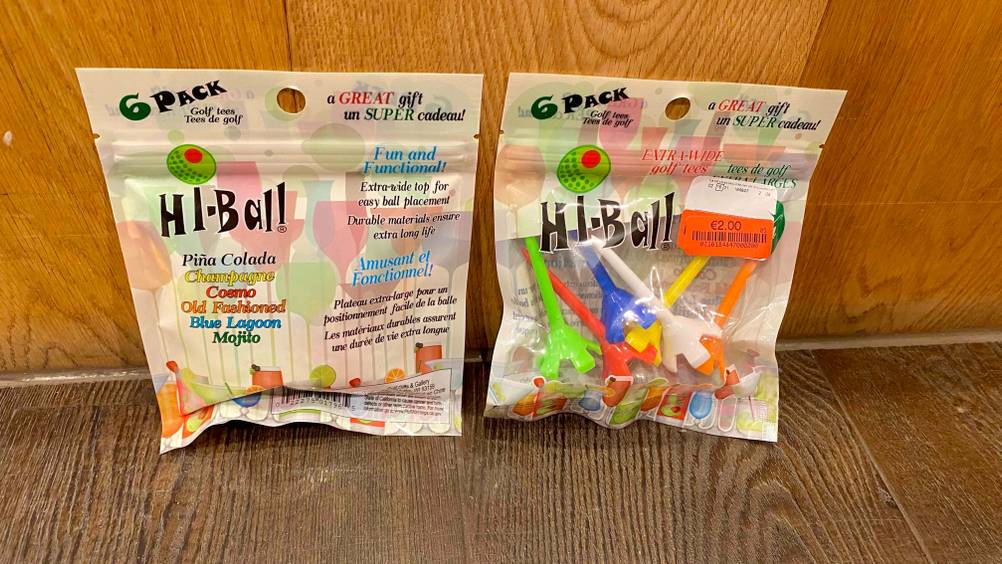 6 PACK
Golf tees
Tees de golf
a GREAT gift
un SUPER cadeau!
HI-Ball®
Piña Colada
Champagne
Cosmo
Old Fashioned
Blue Lagoon
Mojito
Fun and
Functional!
Extra-wide top for
easy ball placement
Durable materials ensure
extra long life
Amusant et
Fonctionnel!
Plateau extra-large pour un
positionnement facile de la balle
Les matériaux durables assurent
une durée de vie extra longue
6 PACK
Golf tees
Tees de golf
a GREAT gift
un SUPER cadeau!
EXTRA-WIDE
golf tees
tees de golf
EXTRA-LARGES
HI-Ball
€2.00